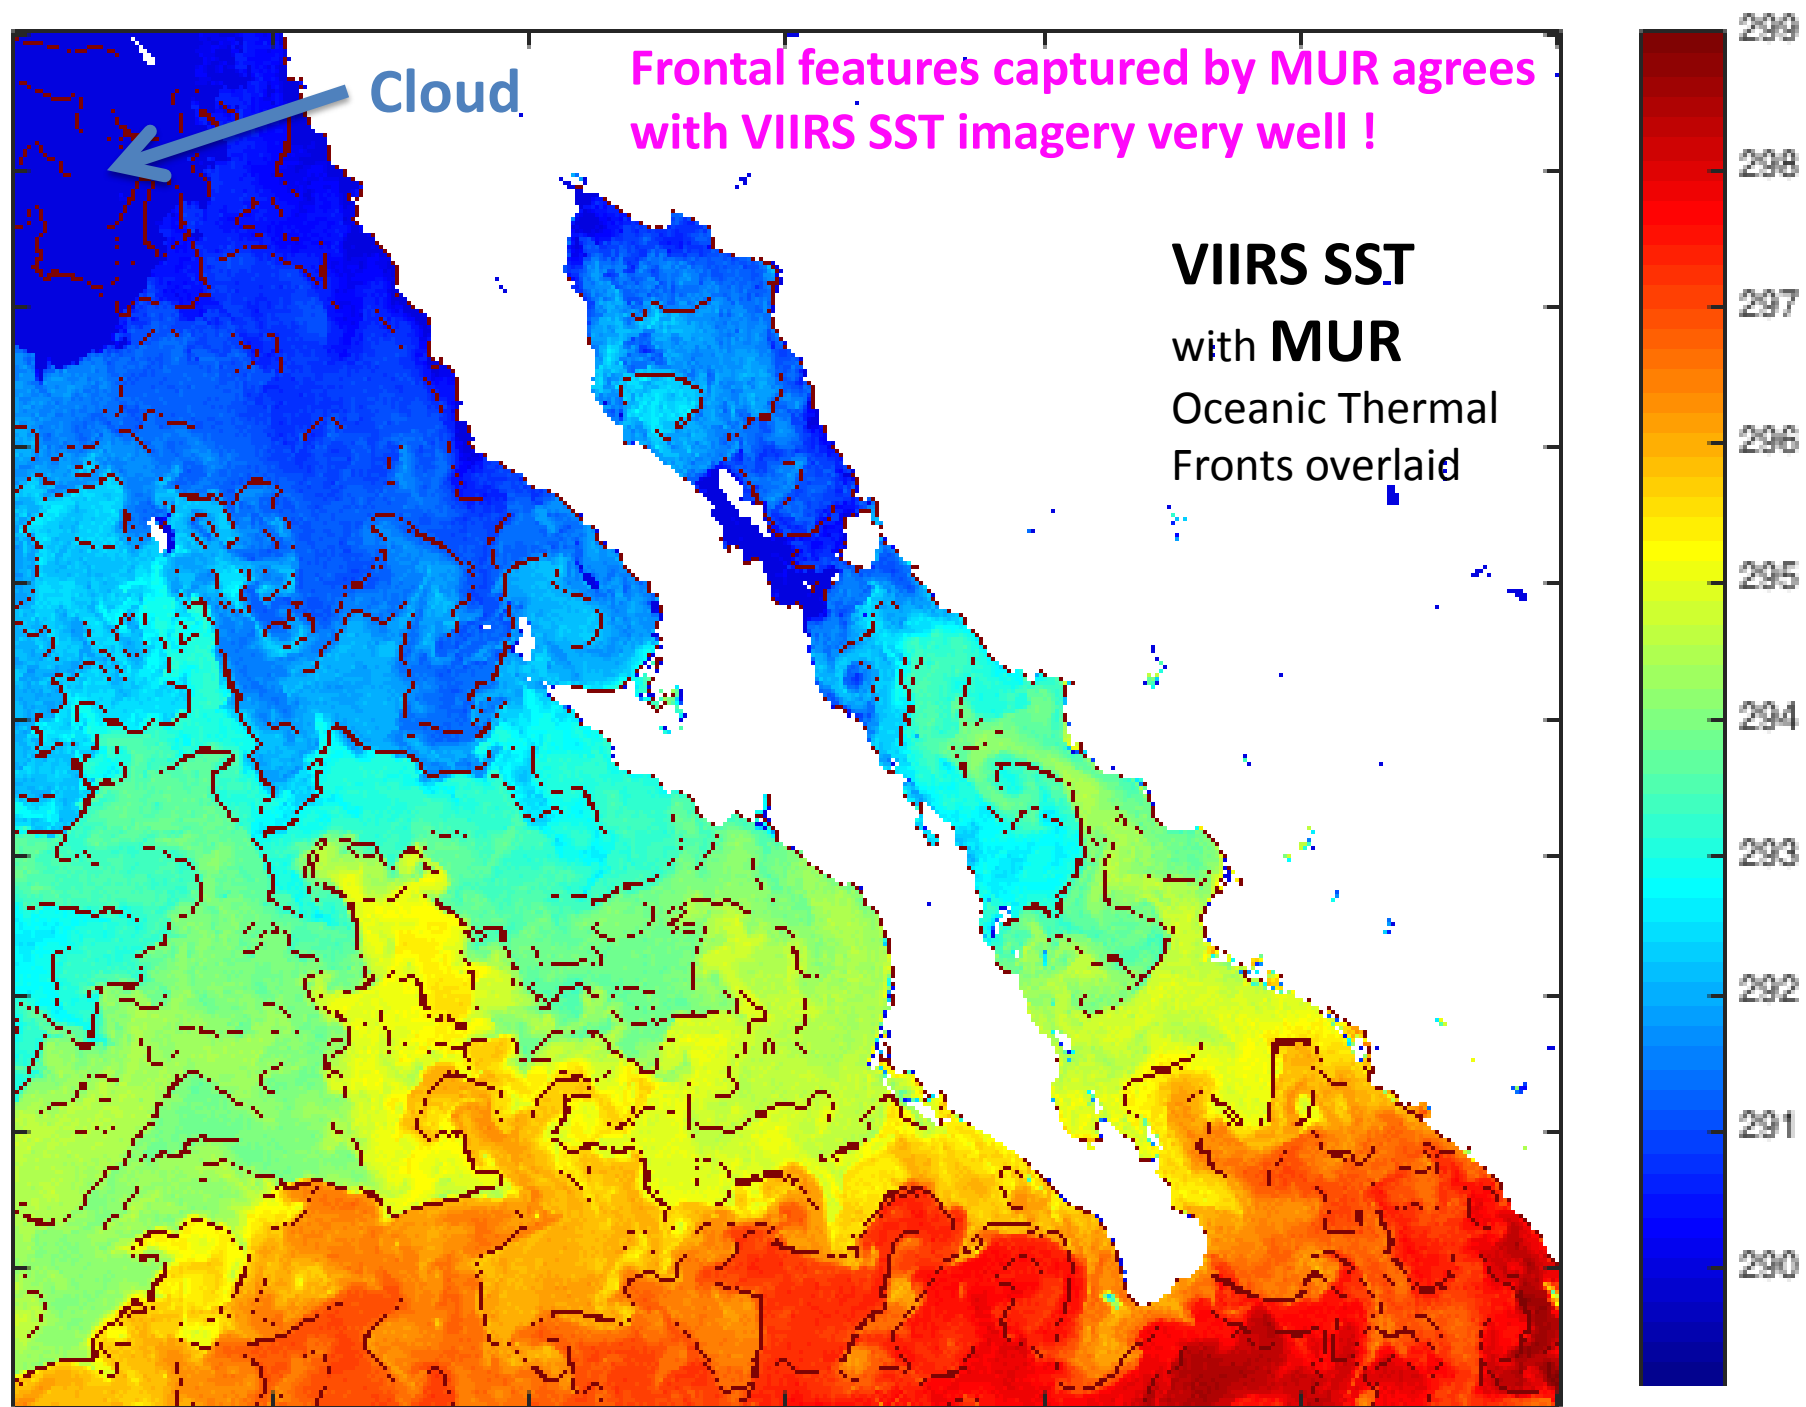 Cloud
Frontal features captured by MUR agrees
with VIIRS SST imagery very well !
VIIRS SST
with MUR
Oceanic Thermal
Fronts overlaid
299
298
297
296
295
294
293
292
291
290